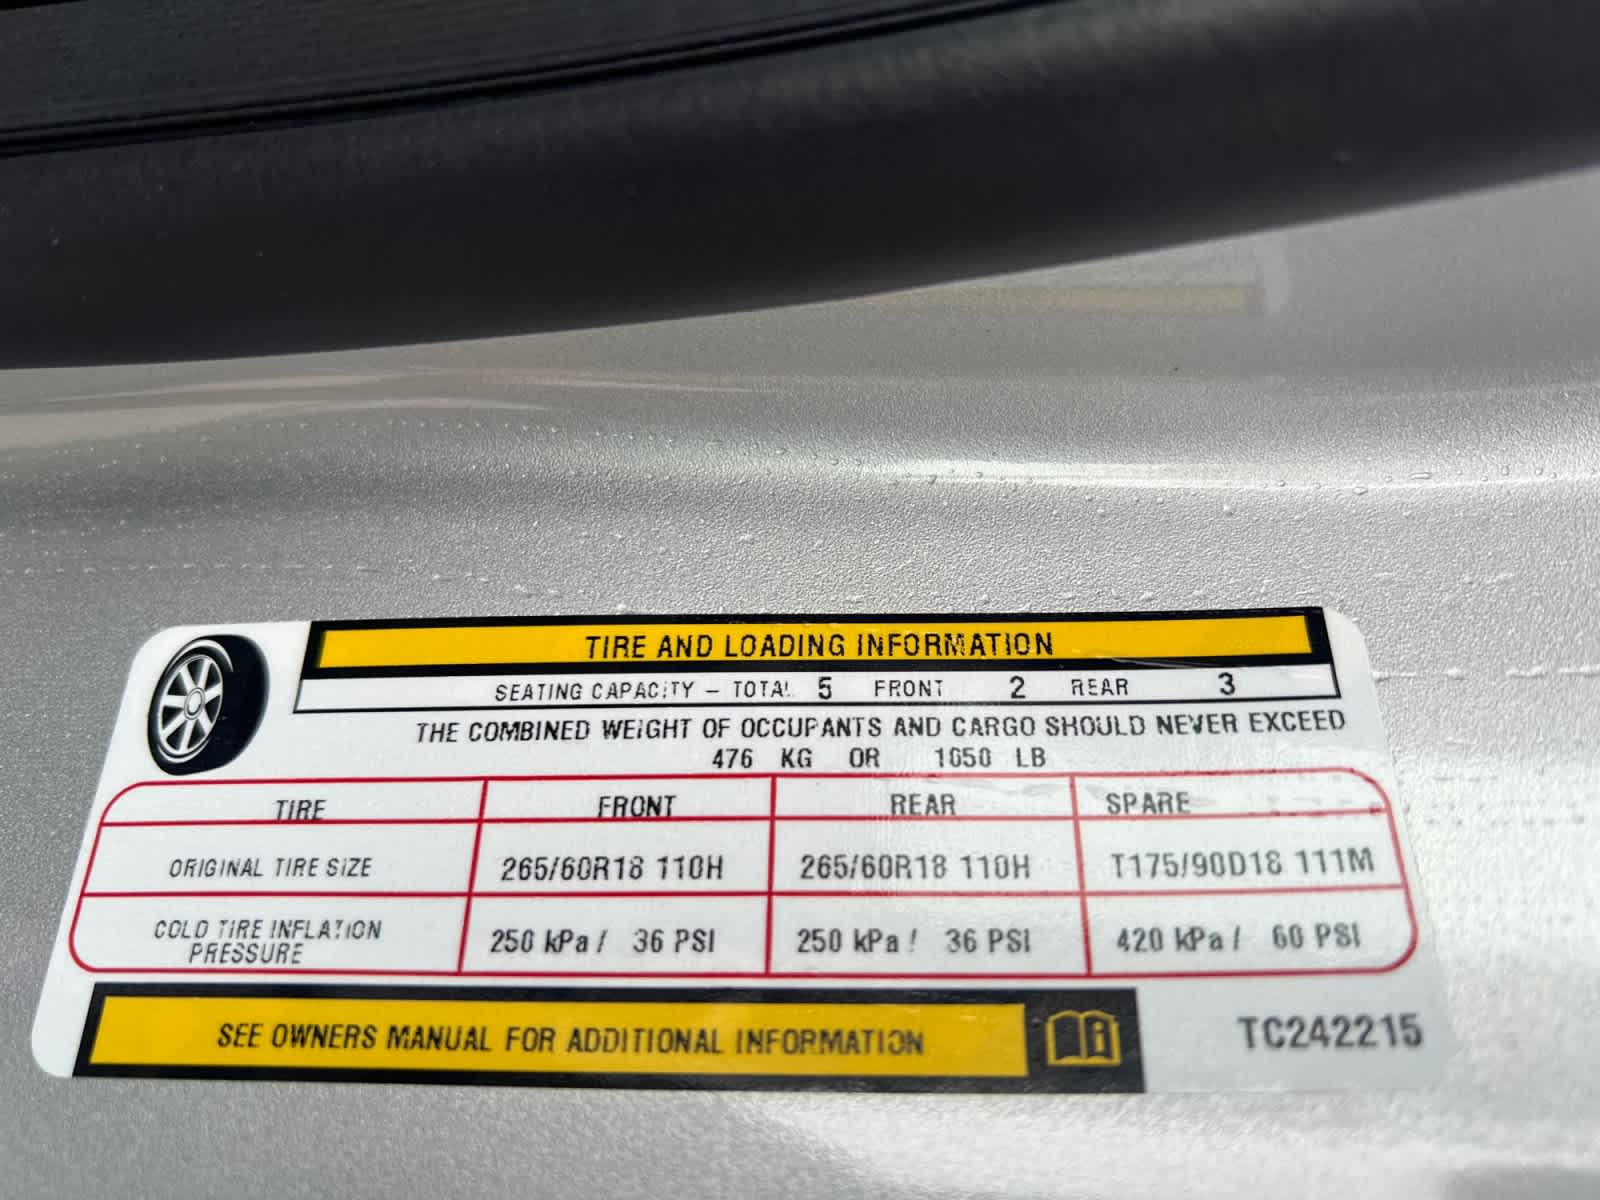 TIRE AND LOADING INFORMATION
SEATING CAPACITY – TOTAL 5 FRONT 2 REAR 3
THE COMBINED WEIGHT OF OCCUPANTS AND CARGO SHOULD NEVER EXCEED
476 KG OR 1050 LB
TIRE FRONT REAR SPARE
ORIGINAL TIRE SIZE 265/60R18 110H 265/60R18 110H T175/90D18 111M
COLD TIRE INFLATION PRESSURE 250 kPa / 36 PSI 250 kPa / 36 PSI 420 kPa / 60 PSI
SEE OWNERS MANUAL FOR ADDITIONAL INFORMATION
TC242215